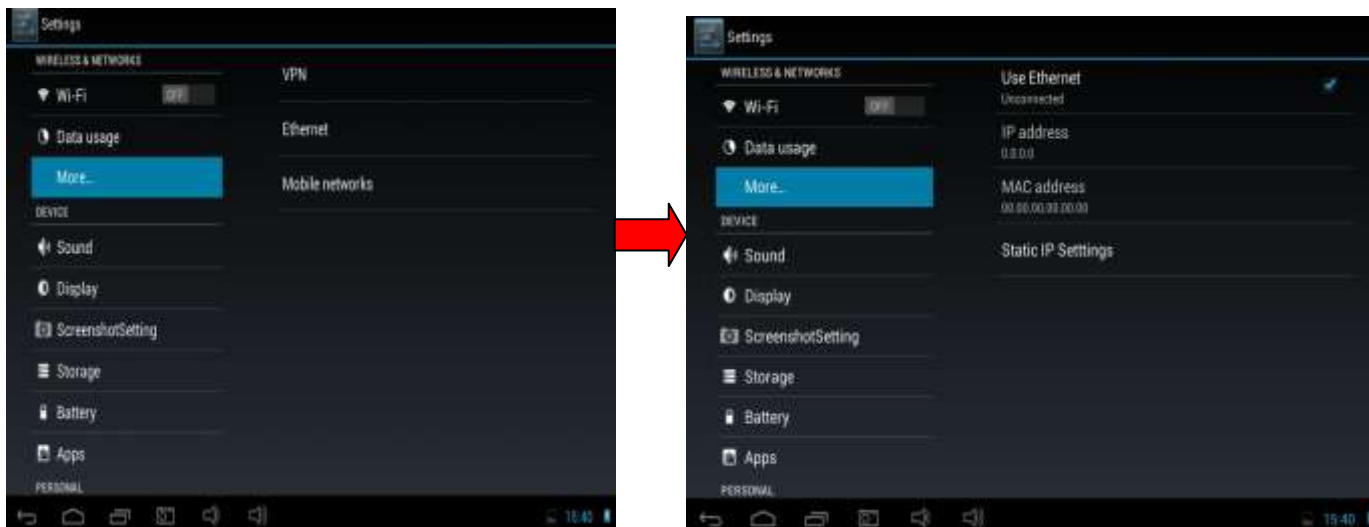 Settings
WIRELESS & NETWORKS
Wi-Fi OFF
Data usage
More...
DEVICE
Sound
Display
ScreenshotSetting
Storage
Battery
Apps
PERSONAL
VPN
Ethernet
Mobile networks
15:40
Settings
WIRELESS & NETWORKS
Wi-Fi OFF
Data usage
More...
DEVICE
Sound
Display
ScreenshotSetting
Storage
Battery
Apps
PERSONAL
Use Ethernet
Unconnected
IP address
0.0.0.0
MAC address
00:00:00:00:00:00
Static IP Setttings
15:40